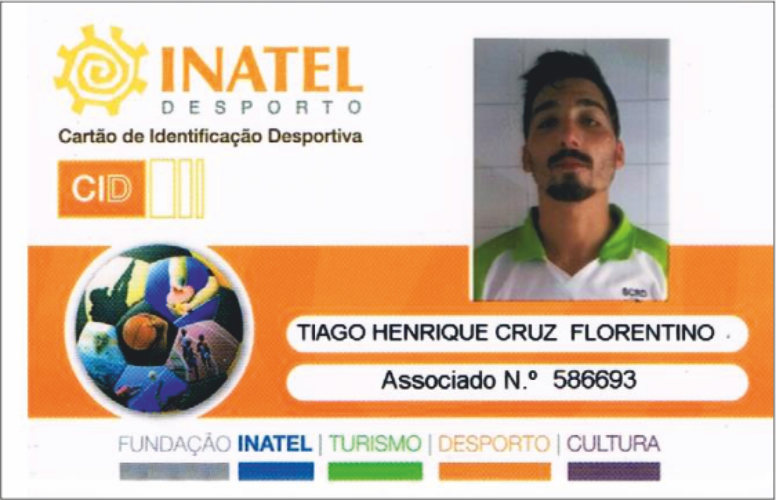 INATEL
DESPORTO
Cartão de Identificação Desportiva
CID
TIAGO HENRIQUE CRUZ FLORENTINO
Associado N.º 586693
FUNDAÇÃO INATEL | TURISMO | DESPORTO | CULTURA